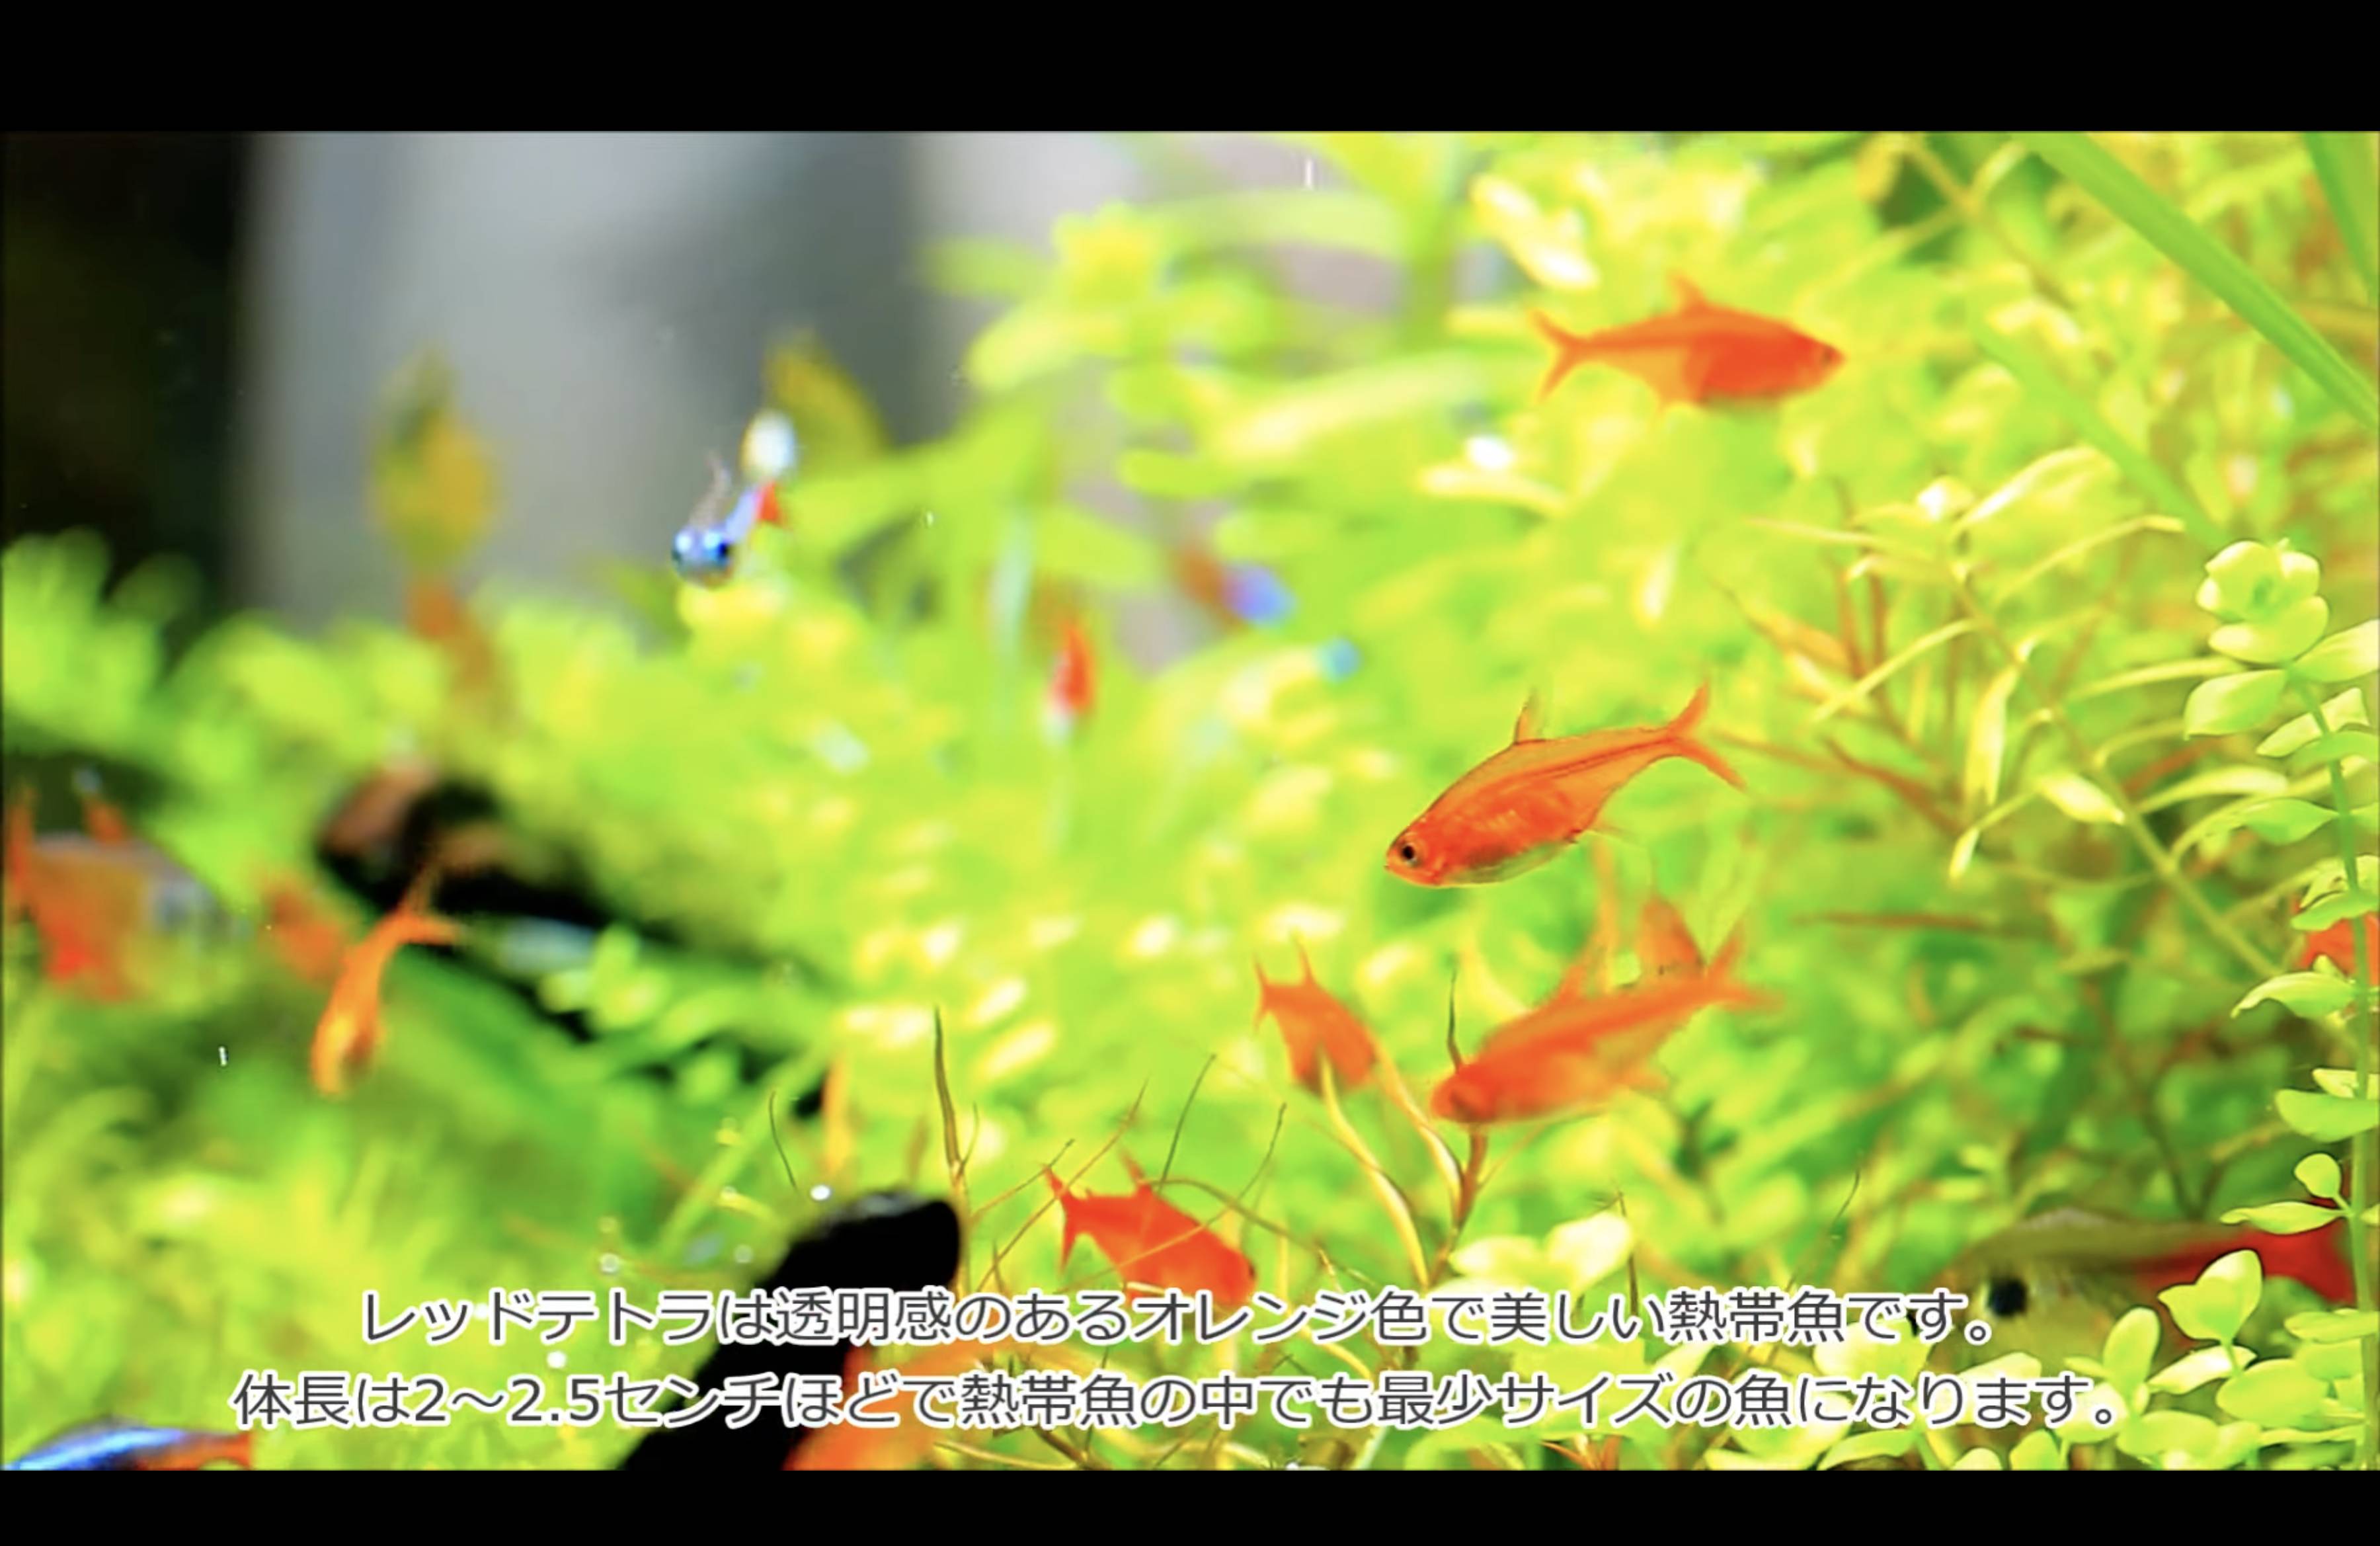 レッドテトラは透明感のあるオレンジ色で美しい熱帯魚です。
体長は2～2.5センチほどで熱帯魚の中でも最少サイズの魚になります。